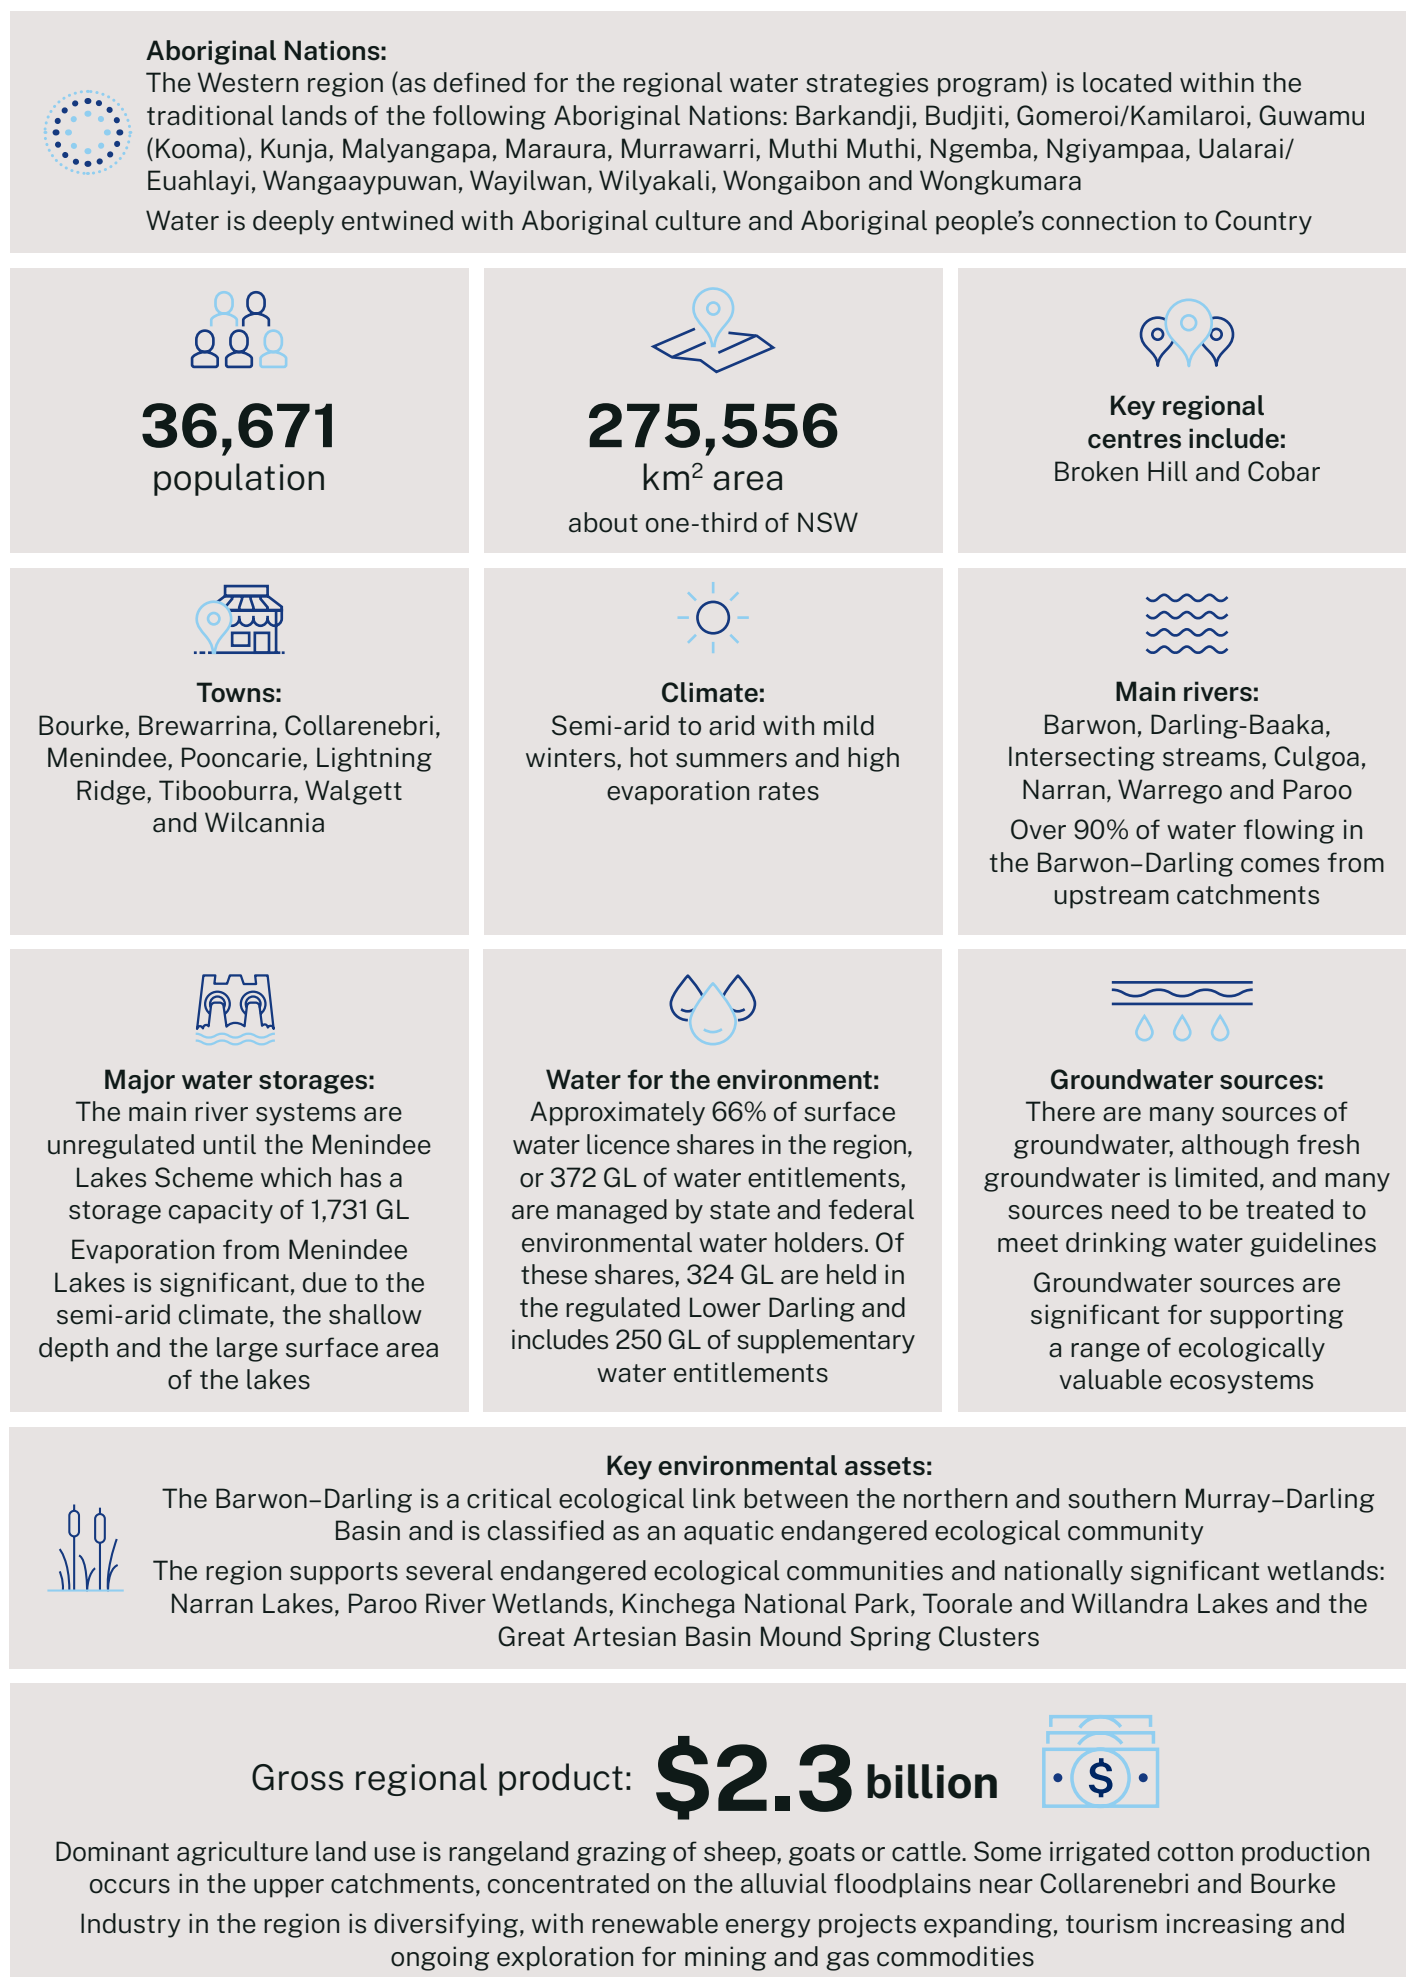 Aboriginal Nations:
The Western region (as defined for the regional water strategies program) is located within the
traditional lands of the following Aboriginal Nations: Barkandji, Budjiti, Gomeroi/Kamilaroi, Guwamu
(Kooma), Kunja, Malyangapa, Maraura, Murrawarri, Muthi Muthi, Ngemba, Ngiyampaa, Ualarai/
Euahlayi, Wangaaypuwan, Wayilwan, Wilyakali, Wongaibon and Wongkumara
Water is deeply entwined with Aboriginal culture and Aboriginal people’s connection to Country
36,671
population
275,556
km² area
about one-third of NSW
Key regional
centres include:
Broken Hill and Cobar
Towns:
Bourke, Brewarrina, Collarenebri,
Menindee, Pooncarie, Lightning
Ridge, Tibooburra, Walgett
and Wilcannia
Climate:
Semi-arid to arid with mild
winters, hot summers and high
evaporation rates
Main rivers:
Barwon, Darling-Baaka,
Intersecting streams, Culgoa,
Narran, Warrego and Paroo
Over 90% of water flowing in
the Barwon–Darling comes from
upstream catchments
Major water storages:
The main river systems are
unregulated until the Menindee
Lakes Scheme which has a
storage capacity of 1,731 GL
Evaporation from Menindee
Lakes is significant, due to the
semi-arid climate, the shallow
depth and the large surface area
of the lakes
Water for the environment:
Approximately 66% of surface
water licence shares in the region,
or 372 GL of water entitlements,
are managed by state and federal
environmental water holders. Of
these shares, 324 GL are held in
the regulated Lower Darling and
includes 250 GL of supplementary
water entitlements
Groundwater sources:
There are many sources of
groundwater, although fresh
groundwater is limited, and many
sources need to be treated to
meet drinking water guidelines
Groundwater sources are
significant for supporting
a range of ecologically
valuable ecosystems
Key environmental assets:
The Barwon–Darling is a critical ecological link between the northern and southern Murray–Darling
Basin and is classified as an aquatic endangered ecological community
The region supports several endangered ecological communities and nationally significant wetlands:
Narran Lakes, Paroo River Wetlands, Kinchega National Park, Toorale and Willandra Lakes and the
Great Artesian Basin Mound Spring Clusters
Gross regional product: $2.3 billion
$
Dominant agriculture land use is rangeland grazing of sheep, goats or cattle. Some irrigated cotton production
occurs in the upper catchments, concentrated on the alluvial floodplains near Collarenebri and Bourke
Industry in the region is diversifying, with renewable energy projects expanding, tourism increasing and
ongoing exploration for mining and gas commodities